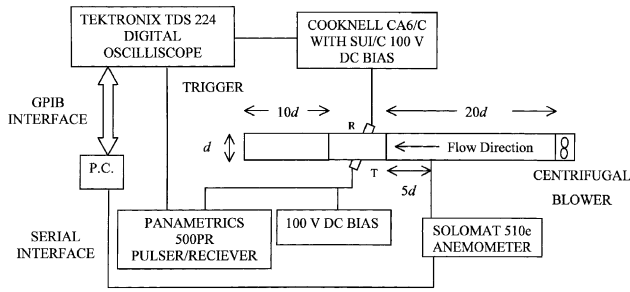 TEKTRONIX TDS 224
DIGITAL
OSCILLISCOPE
COOKNELL CA6/C
WITH SUI/C 100 V
DC BIAS
TRIGGER
GPIB
INTERFACE
10d
R
20d
d
Flow Direction
P.C.
T
5d
CENTRIFUGAL
BLOWER
SERIAL
INTERFACE
PANAMETRICS
500PR
PULSER/RECIEVER
100 V DC BIAS
SOLOMAT 510e
ANEMOMETER